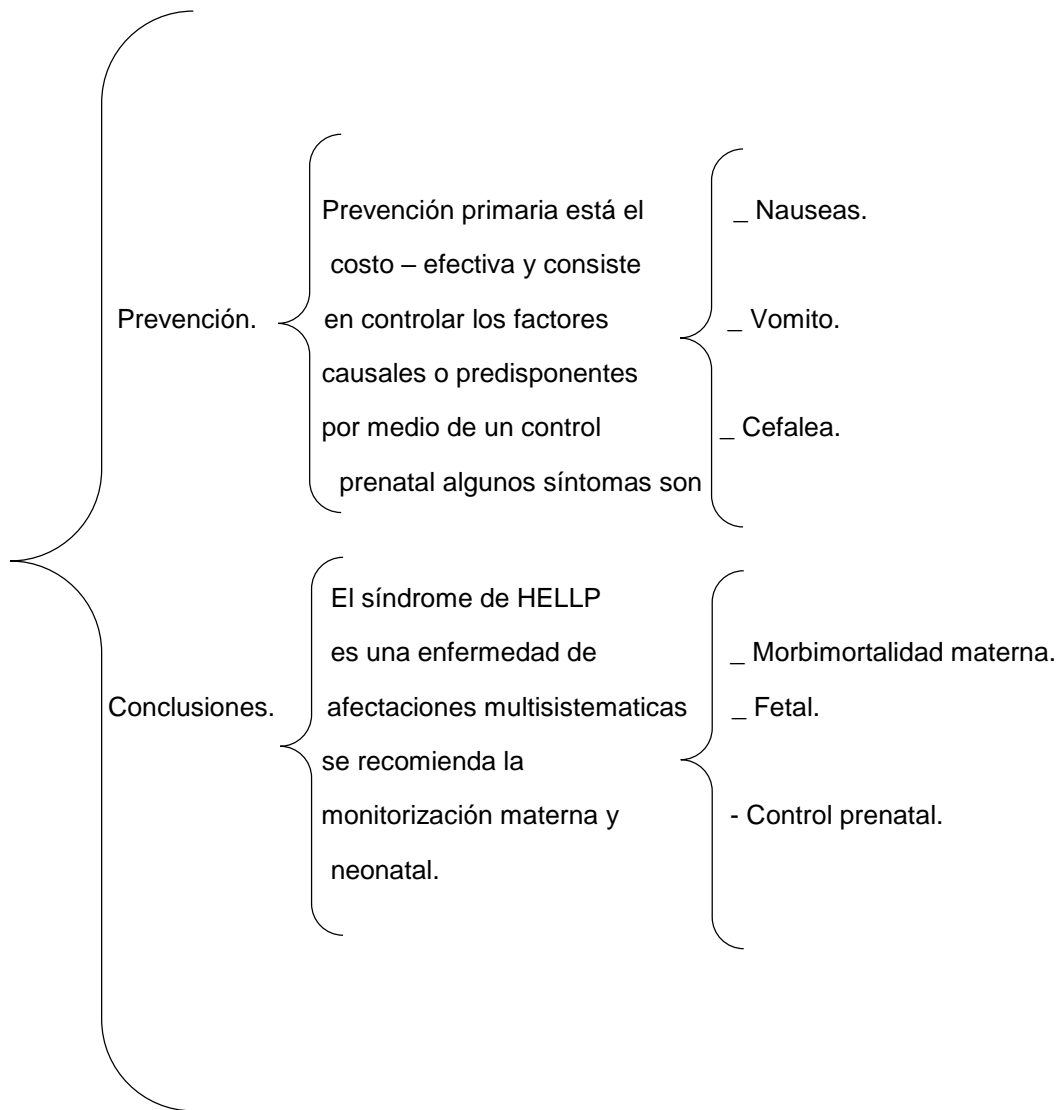 Prevención.
Prevención primaria está el
costo – efectiva y consiste
en controlar los factores
causales o predisponentes
por medio de un control
prenatal algunos síntomas son
_ Nauseas.
_ Vomito.
_ Cefalea.
Conclusiones.
El síndrome de HELLP
es una enfermedad de
afectaciones multisistematicas
se recomienda la
monitorización materna y
neonatal.
_ Morbimortalidad materna.
_ Fetal.
- Control prenatal.